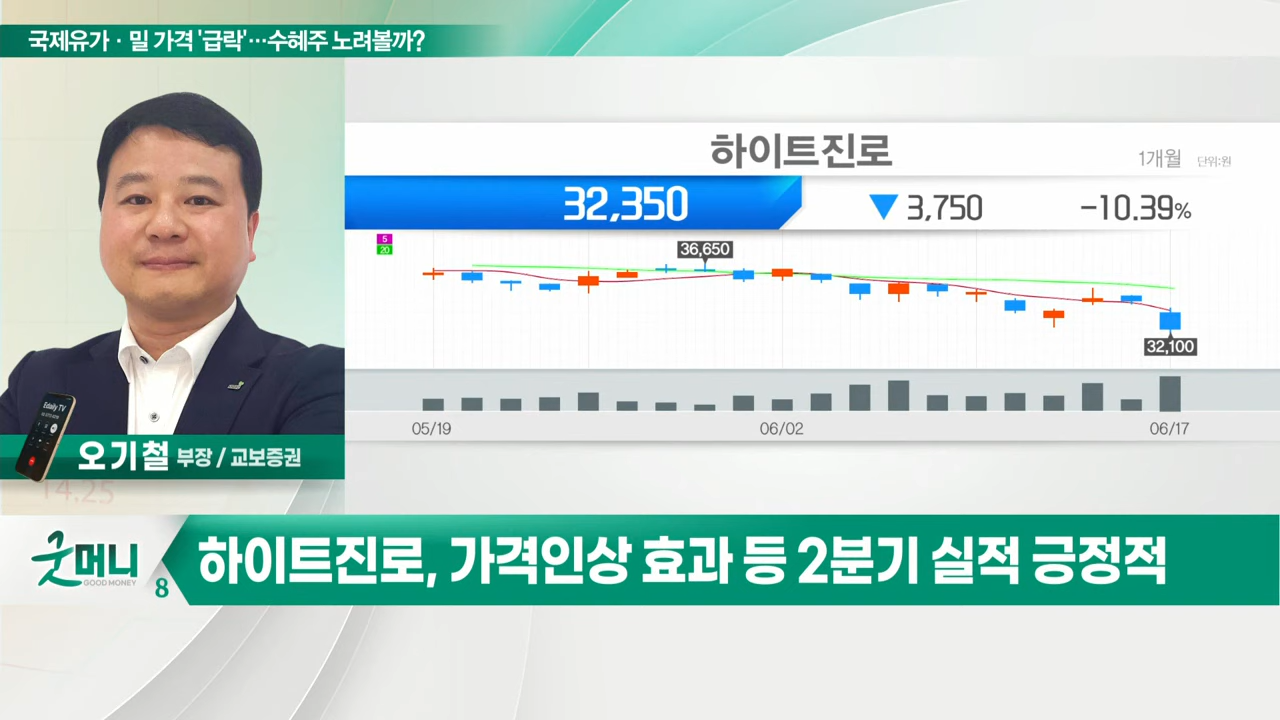 국제유가 · 밀 가격 '급락'…수혜주 노려볼까?
하이트진로
1개월 단위:원
32,350 ▼ 3,750 -10.39%
5
20
36,650
32,100
05/19 06/02 06/17
Edaily TV
오기철 부장 / 교보증권
14.25
굿머니
GOOD MONEY
8
하이트진로, 가격인상 효과 등 2분기 실적 긍정적